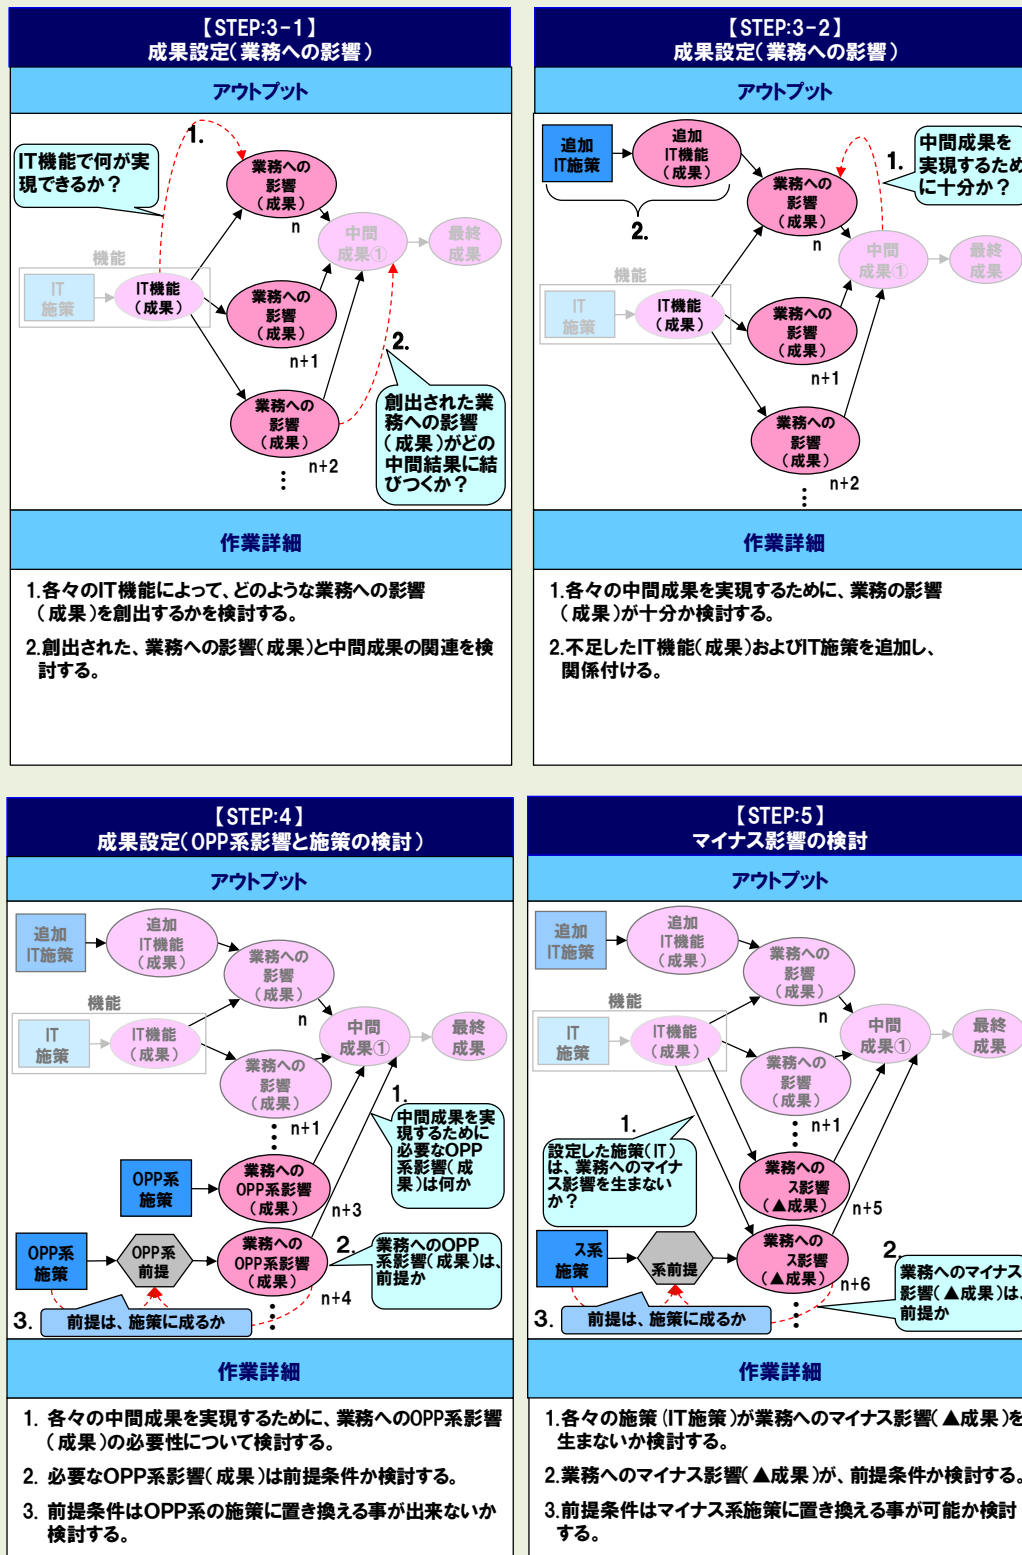 【STEP:3-1】
成果設定（業務への影響）
アウトプット
1.
IT機能で何が実
現できるか？
業務への
影響
（成果）
n
中間
成果①
最終
成果
機能
IT
施策
IT機能
（成果）
業務への
影響
（成果）
n+1
2.
業務への
影響
（成果）
n+2
創出された業
務への影響
（成果）がどの
中間結果に結
びつくか？
作業詳細
1.各々のIT機能によって、どのような業務への影響
（成果）を創出するかを検討する。
2.創出された、業務への影響（成果）と中間成果の関連を検
討する。
【STEP:3-2】
成果設定（業務への影響）
アウトプット
追加
IT施策
追加
IT機能
（成果）
2.
業務への
影響
（成果）
n
1.
中間成果を
実現するため
に十分か？
中間
成果①
最終
成果
機能
IT
施策
IT機能
（成果）
業務への
影響
（成果）
n+1
業務への
影響
（成果）
n+2
作業詳細
1.各々の中間成果を実現するために、業務の影響
（成果）が十分か検討する。
2.不足したIT機能（成果）およびIT施策を追加し、
関係付ける。
【STEP:4】
成果設定（OPP系影響と施策の検討）
アウトプット
追加
IT施策
追加
IT機能
（成果）
業務への
影響
（成果）
n
機能
IT
施策
IT機能
（成果）
中間
成果①
最終
成果
業務への
影響
（成果）
n+1
1.
中間成果を実
現するために
必要なOPP
系影響（成
果）は何か
OPP系
施策
業務への
OPP系影響
（成果）
n+3
OPP系
施策
OPP系
前提
業務への
OPP系影響
（成果）
n+4
2.
業務へのOPP
系影響（成果）は、
前提か
3.
前提は、施策に成るか
作業詳細
1. 各々の中間成果を実現するために、業務へのOPP系影響
（成果）の必要性について検討する。
2. 必要なOPP系影響（成果）は前提条件か検討する。
3. 前提条件はOPP系の施策に置き換える事が出来ないか
検討する。
【STEP:5】
マイナス影響の検討
アウトプット
追加
IT施策
追加
IT機能
（成果）
業務への
影響
（成果）
n
機能
IT
施策
IT機能
（成果）
中間
成果①
最終
成果
業務への
影響
（成果）
n+1
1.
設定した施策（IT）
は、業務へのマイナ
ス影響を生まない
か？
業務への
ス影響
（▲成果）
n+5
ス系
施策
系前提
業務への
ス影響
（▲成果）
n+6
2.
業務へのマイナス
影響（▲成果）は、
前提か
3.
前提は、施策に成るか
作業詳細
1.各々の施策（IT施策）が業務へのマイナス影響（▲成果）を
生まないか検討する。
2.業務へのマイナス影響（▲成果）が、前提条件か検討する。
3.前提条件はマイナス系施策に置き換える事が可能か検討
する。